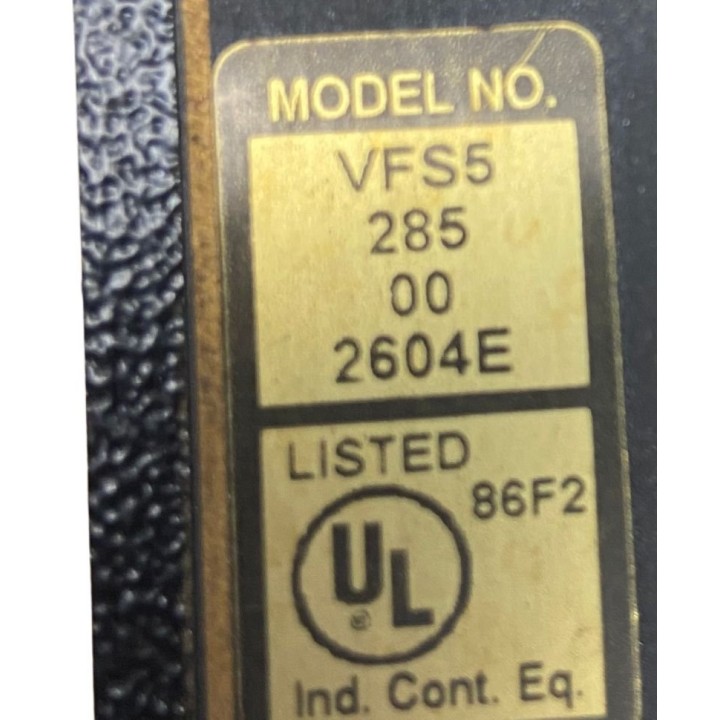 MODEL NO.
VFS5
285
00
2604E
LISTED
86F2
UL
®
Ind. Cont. Eq.